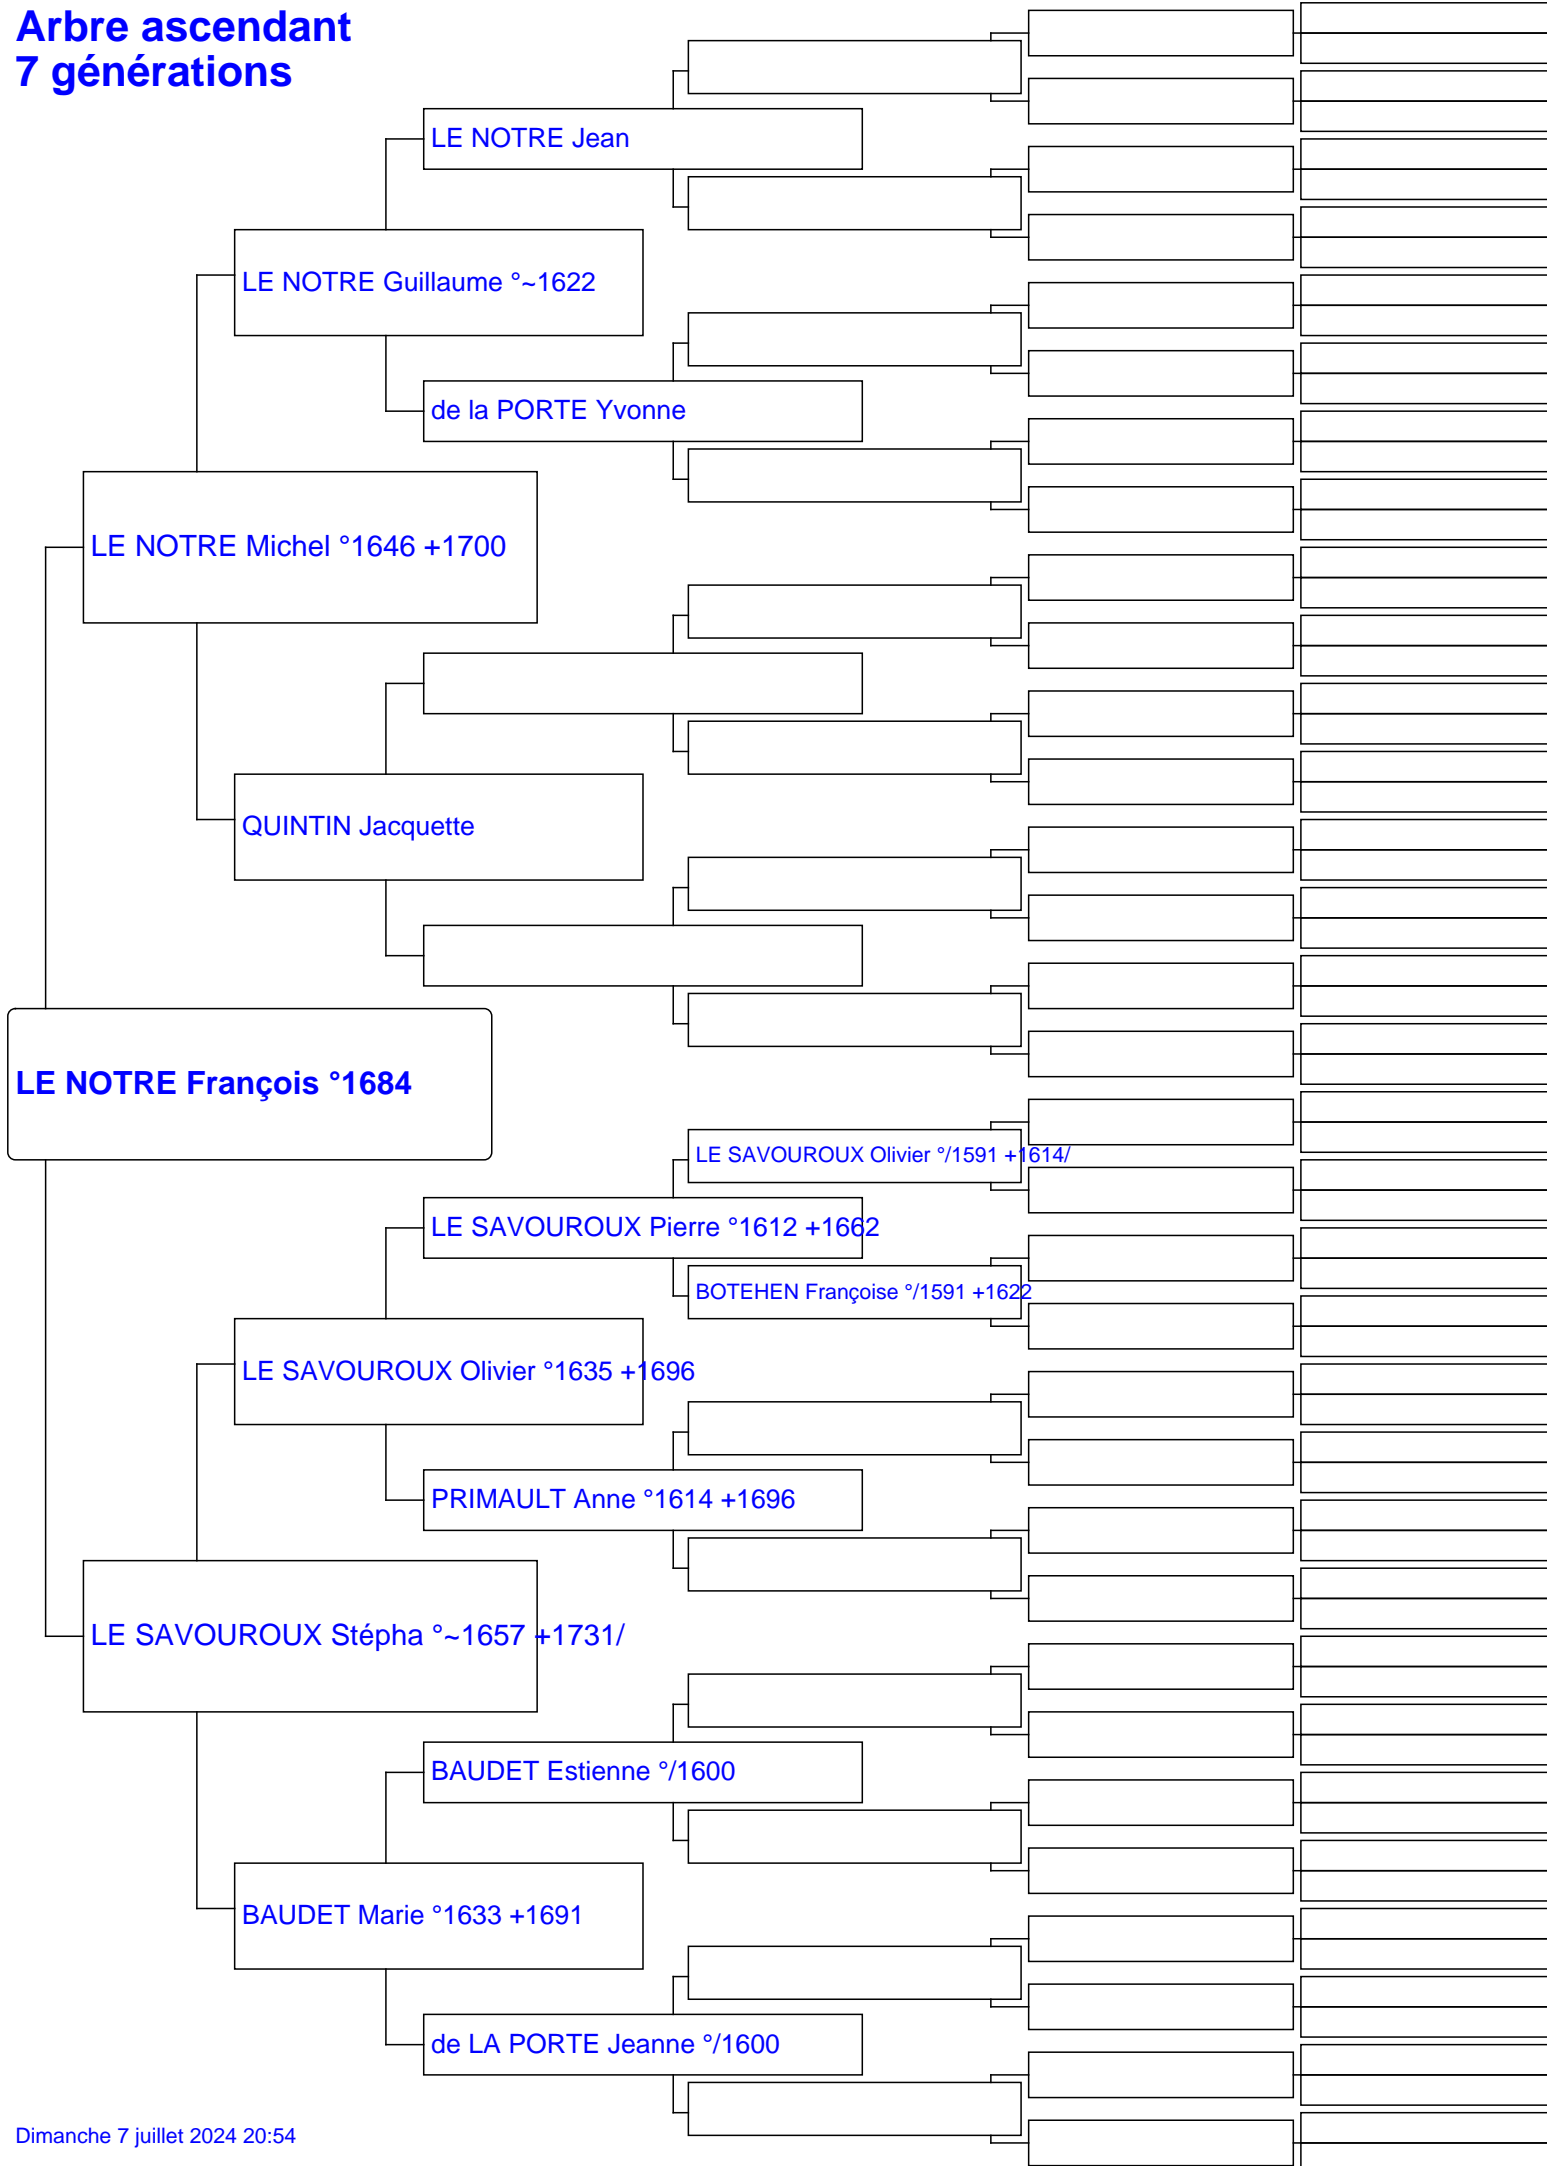 Arbre ascendant
7 générations
LE NOTRE Jean
LE NOTRE Guillaume °~1622
de la PORTE Yvonne
LE NOTRE Michel °1646 +1700
QUINTIN Jacquette
LE NOTRE François °1684
LE SAVOUROUX Olivier °/1591 +1614/
LE SAVOUROUX Pierre °1612 +1662
BOTEHEN Françoise °/1591 +1622
LE SAVOUROUX Olivier °1635 +1696
PRIMAULT Anne °1614 +1696
LE SAVOUROUX Stépha °~1657 +1731/
BAUDET Estienne °/1600
BAUDET Marie °1633 +1691
de LA PORTE Jeanne °/1600
Dimanche 7 juillet 2024 20:54